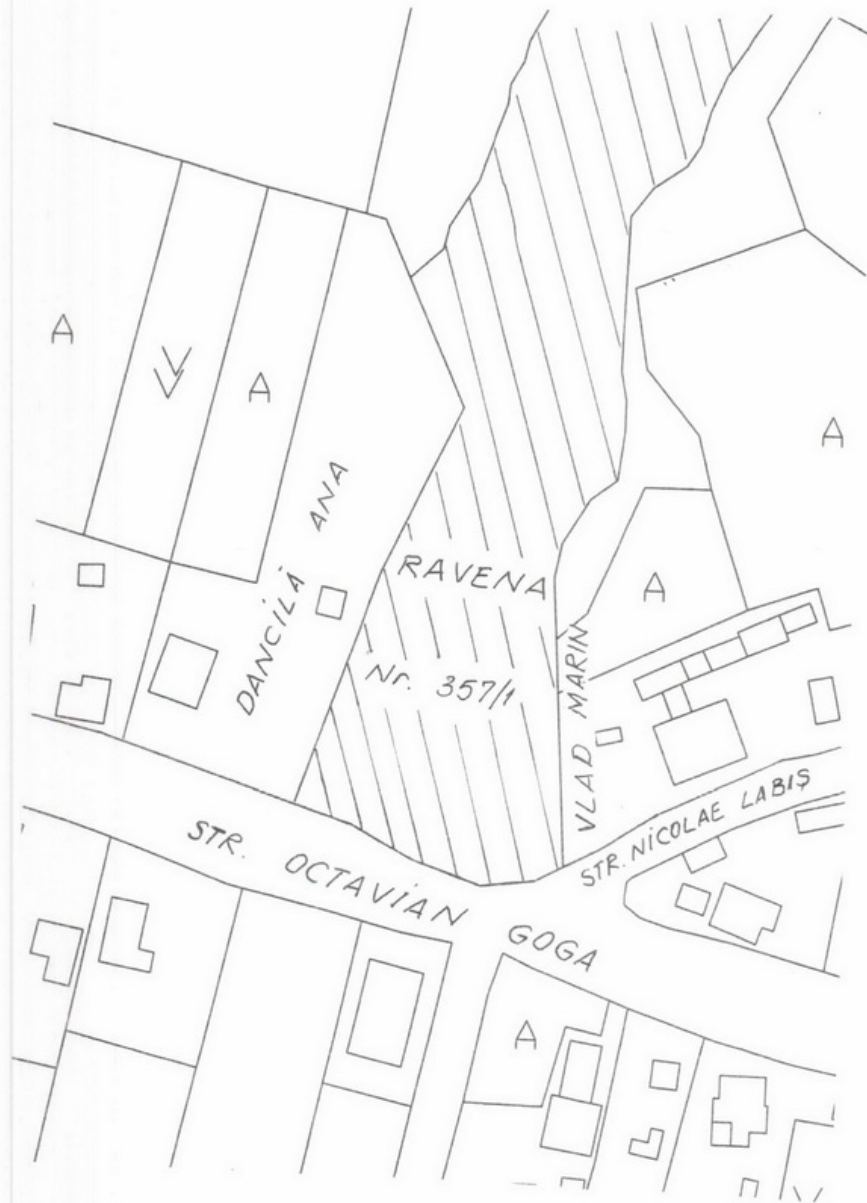 A
A
A
DANCILĂ ANA
RAVENA
A
Nr. 357/1
VLAD MARIN
STR. NICOLAE LABIȘ
STR. OCTAVIAN GOGA
A